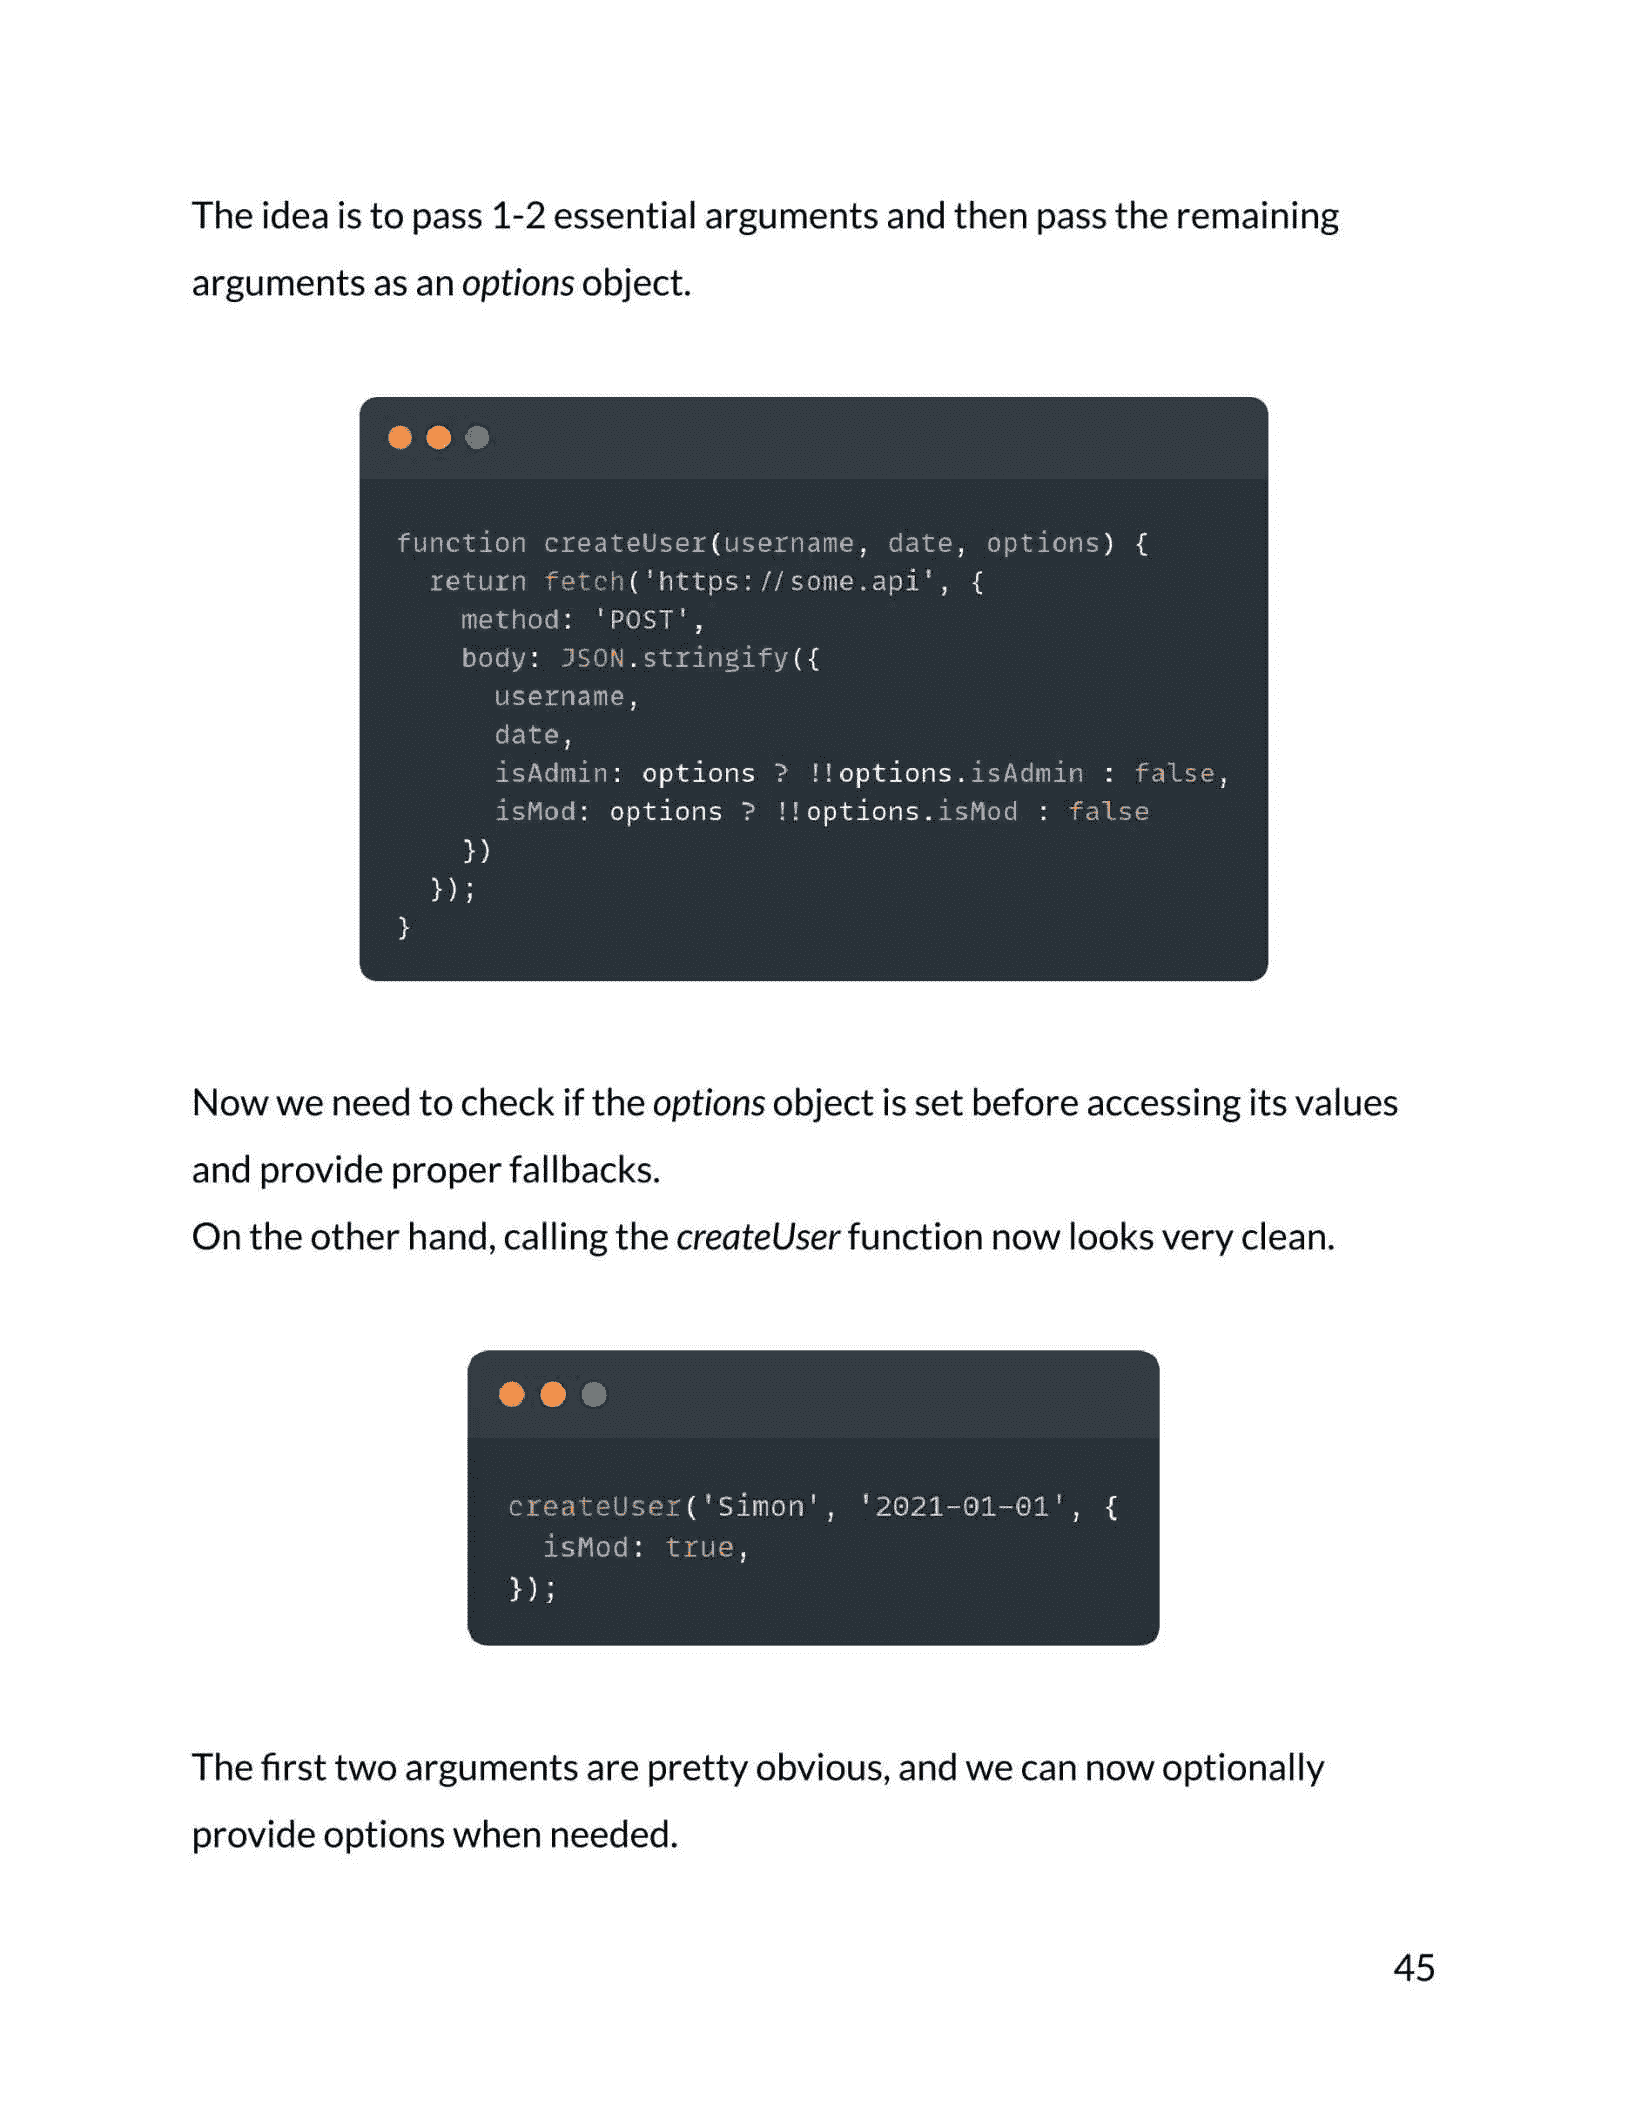 The idea is to pass 1-2 essential arguments and then pass the remaining
arguments as an options object.
function createUser(username, date, options) {
  return fetch('https://some.api', {
    method: 'POST',
    body: JSON.stringify({
      username,
      date,
      isAdmin: options ? !!options.isAdmin : false,
      isMod: options ? !!options.isMod : false
    })
  });
}
Now we need to check if the options object is set before accessing its values
and provide proper fallbacks.
On the other hand, calling the createUser function now looks very clean.
createUser('Simon', '2021-01-01', {
  isMod: true,
});
The first two arguments are pretty obvious, and we can now optionally
provide options when needed.
45